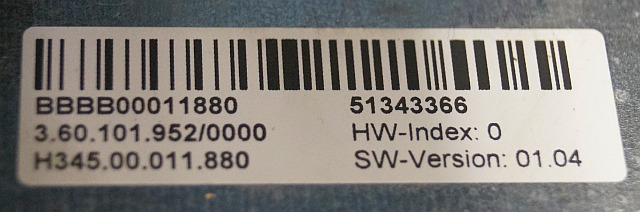 BBBB00011880 51343366
3.60.101.952/0000 HW-Index: 0
H345.00.011.880 SW-Version: 01.04